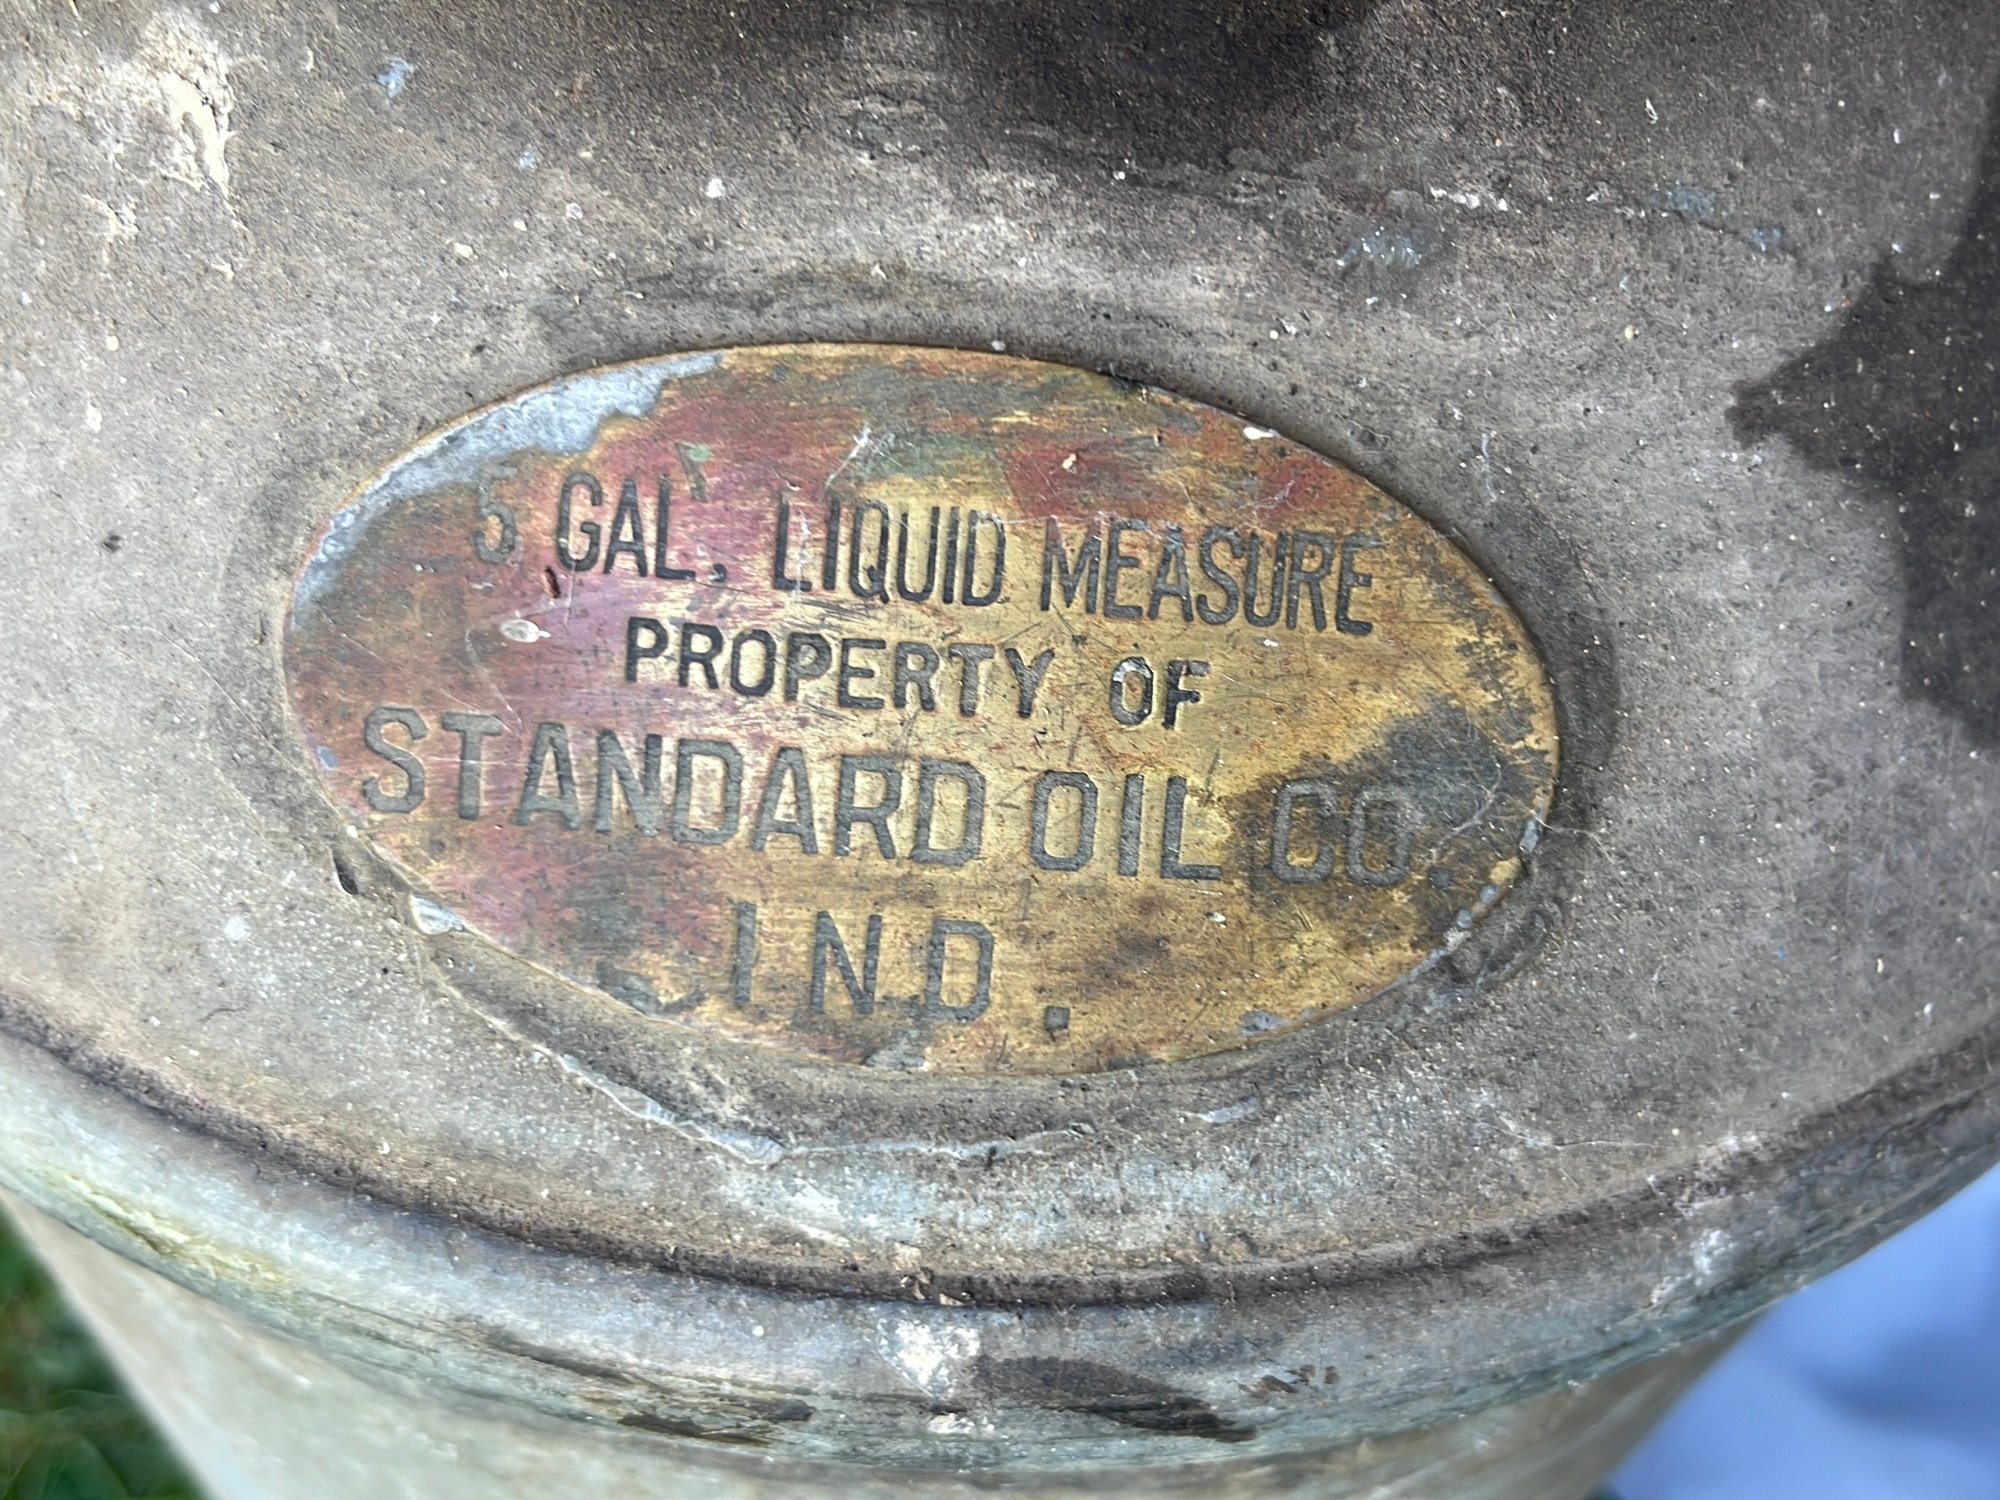 5 GAL, LIQUID MEASURE
PROPERTY OF
STANDARD OIL CO.
IND.